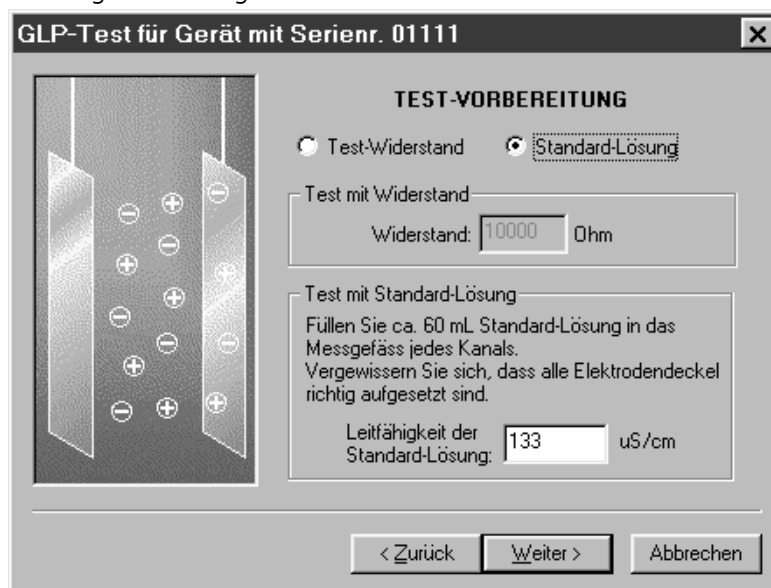 GLP-Test für Gerät mit Serienr. 01111
TEST-VORBEREITUNG
Test-Widerstand Standard-Lösung
Test mit Widerstand
Widerstand: 10000 Ohm
Test mit Standard-Lösung
Füllen Sie ca. 60 mL Standard-Lösung in das
Messgefäss jedes Kanals.
Vergewissern Sie sich, dass alle Elektrodendeckel
richtig aufgesetzt sind.
Leitfähigkeit der
Standard-Lösung: 133 uS/cm
< Zurück Weiter > Abbrechen